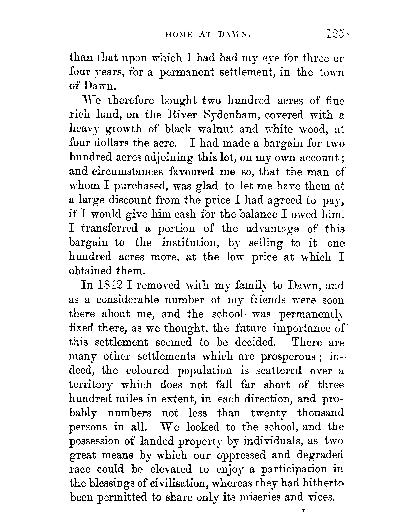 HOME AT DAWN. 133
than that upon which I had had my eye for three or
four years, for a permanent settlement, in the town
of Dawn.
We therefore bought two hundred acres of fine
rich land, on the River Sydenham, covered with a
heavy growth of black walnut and white wood, at
four dollars the acre. I had made a bargain for two
hundred acres adjoining this lot, on my own account;
and circumstances favoured me so, that the man of
whom I purchased, was glad to let me have them at
a large discount from the price I had agreed to pay,
if I would give him cash for the balance I owed him.
I transferred a portion of the advantage of this
bargain to the institution, by selling to it one
hundred acres more, at the low price at which I
obtained them.
In 1842 I removed with my family to Dawn, and
as a considerable number of my friends were soon
there about me, and the school was permanently
fixed there, as we thought, the future importance of
this settlement seemed to be decided. There are
many other settlements which are prosperous; in-
deed, the coloured population is scattered over a
territory which does not fall far short of three
hundred miles in extent, in each direction, and pro-
bably numbers not less than twenty thousand
persons in all. We looked to the school, and the
possession of landed property by individuals, as two
great means by which our oppressed and degraded
race could be elevated to enjoy a participation in
the blessings of civilisation, whereas they had hitherto
been permitted to share only its miseries and vices.